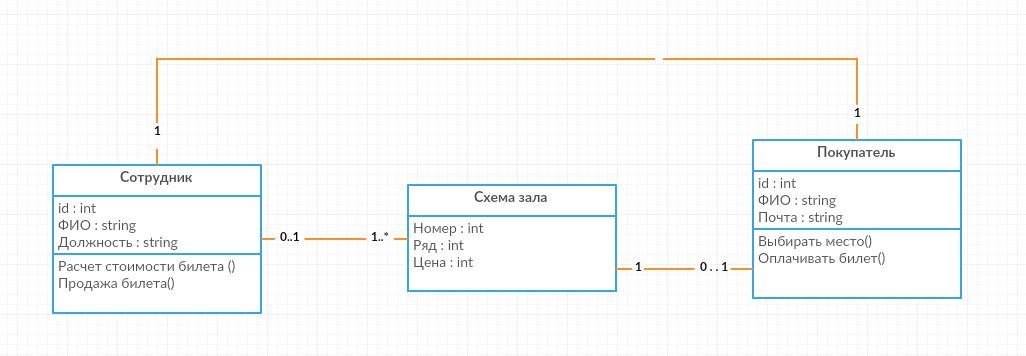 1
1
Сотрудник
id : int
ФИО : string
Должность : string
Расчет стоимости билета ()
Продажа билета()
0..1
1..*
Схема зала
Номер : int
Ряд : int
Цена : int
1
0 . . 1
Покупатель
id : int
ФИО : string
Почта : string
Выбирать место()
Оплачивать билет()